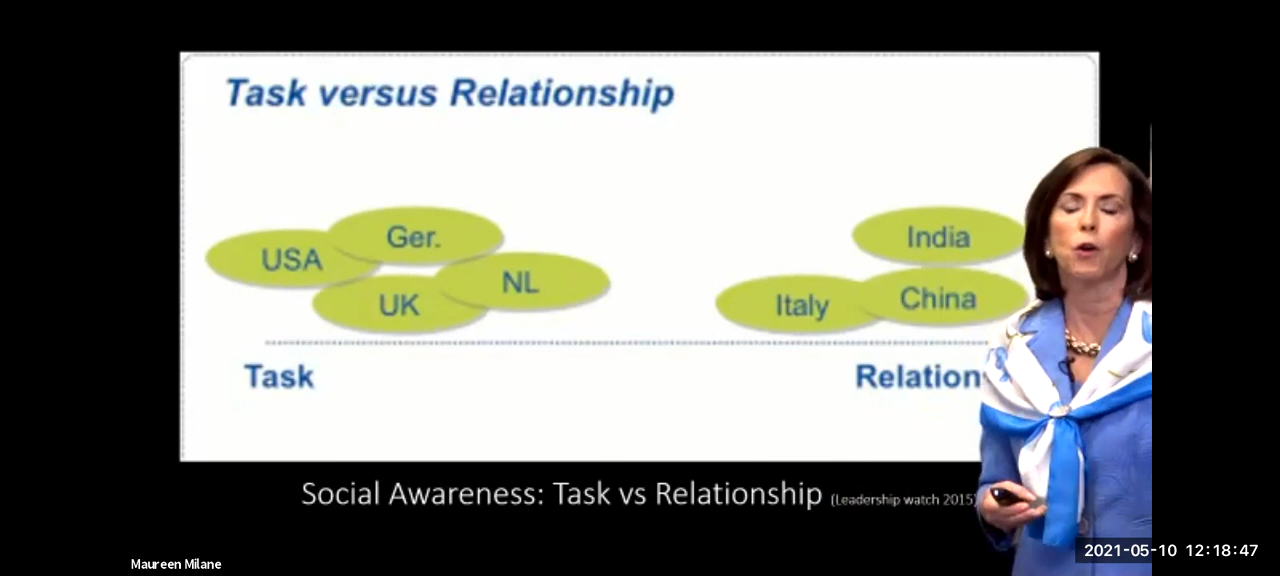 Task versus Relationship
USA
Ger.
UK
NL
India
Italy
China
Task
Relation
Social Awareness: Task vs Relationship (Leadership watch 2015)
Maureen Milane
2021-05-10 12:18:47